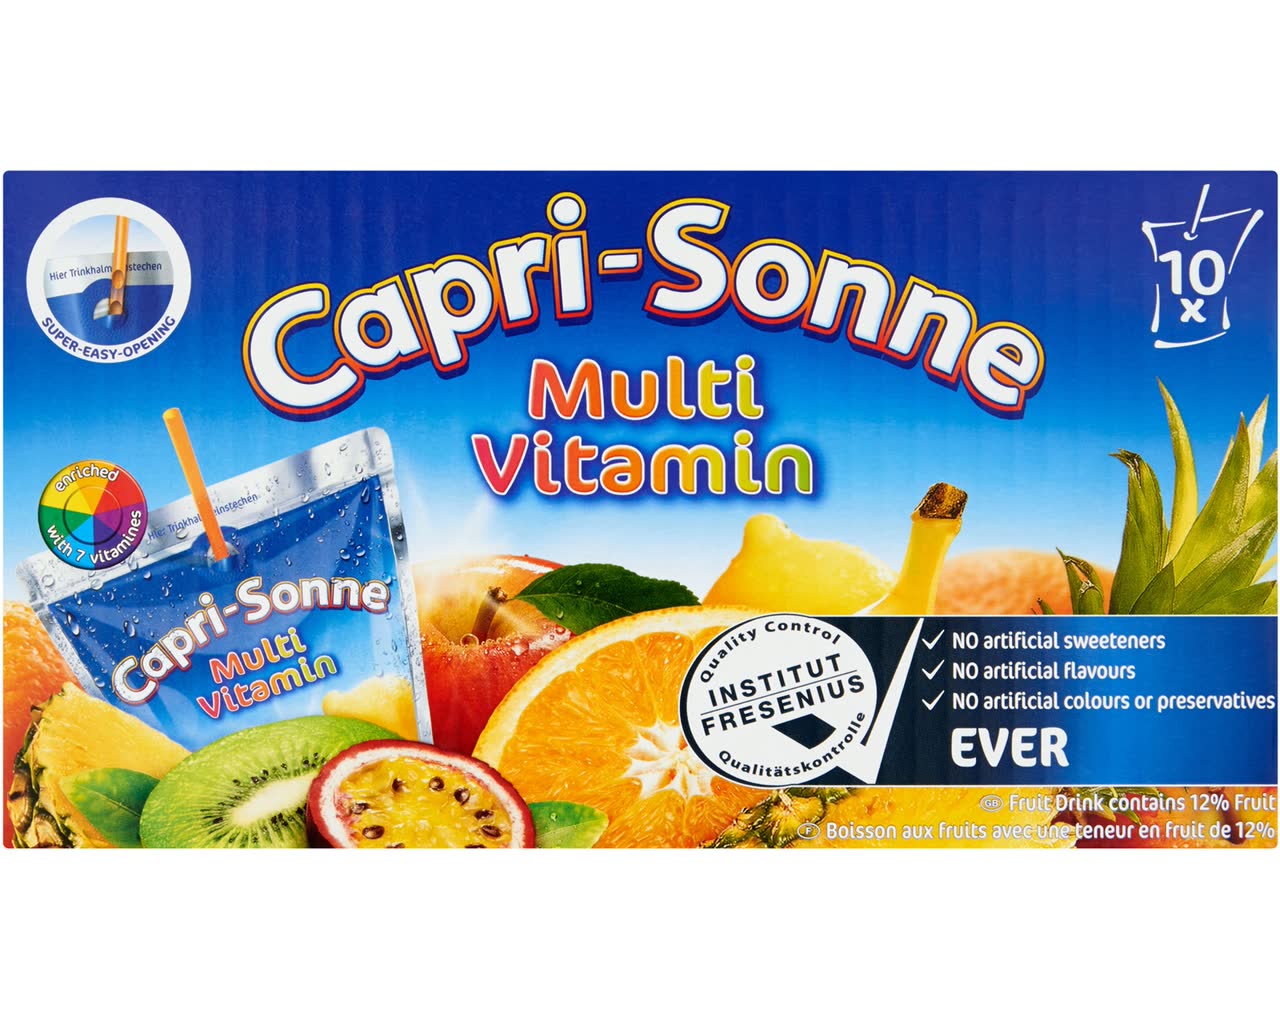 Capri-Sonne
Multi
Vitamin
Hier Trinkhalm einstechen
SUPER-EASY-OPENING
10
x
enriched
with 7 vitamines
Hier Trinkhalm einstechen
Capri-Sonne
Multi
Vitamin
Quality Control
INSTITUT
FRESENIUS
Qualitätskontrolle
NO artificial sweeteners
NO artificial flavours
NO artificial colours or preservatives
EVER
GB Fruit Drink contains 12% Fruit
F Boisson aux fruits avec une teneur en fruit de 12%